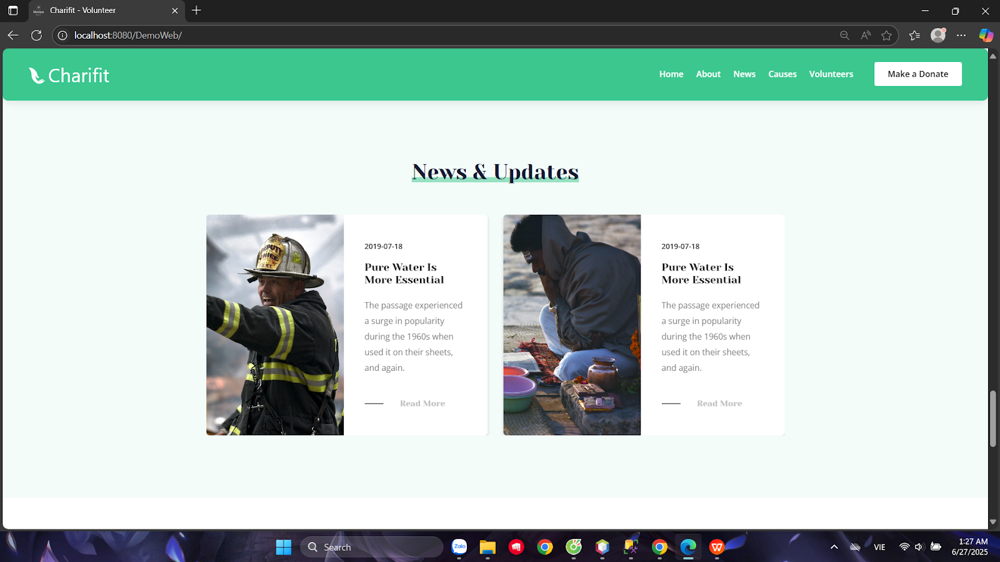 Charifit - Volunteer
localhost:8080/DemoWeb/
Charifit
Home About News Causes Volunteers Make a Donate
News & Updates
2019-07-18
Pure Water Is
More Essential
The passage experienced
a surge in popularity
during the 1960s when
used it on their sheets,
and again.
Read More
DEPUTY
CHIEF
2019-07-18
Pure Water Is
More Essential
The passage experienced
a surge in popularity
during the 1960s when
used it on their sheets,
and again.
Read More
Search
Zalo
VIE
1:27 AM
6/27/2025